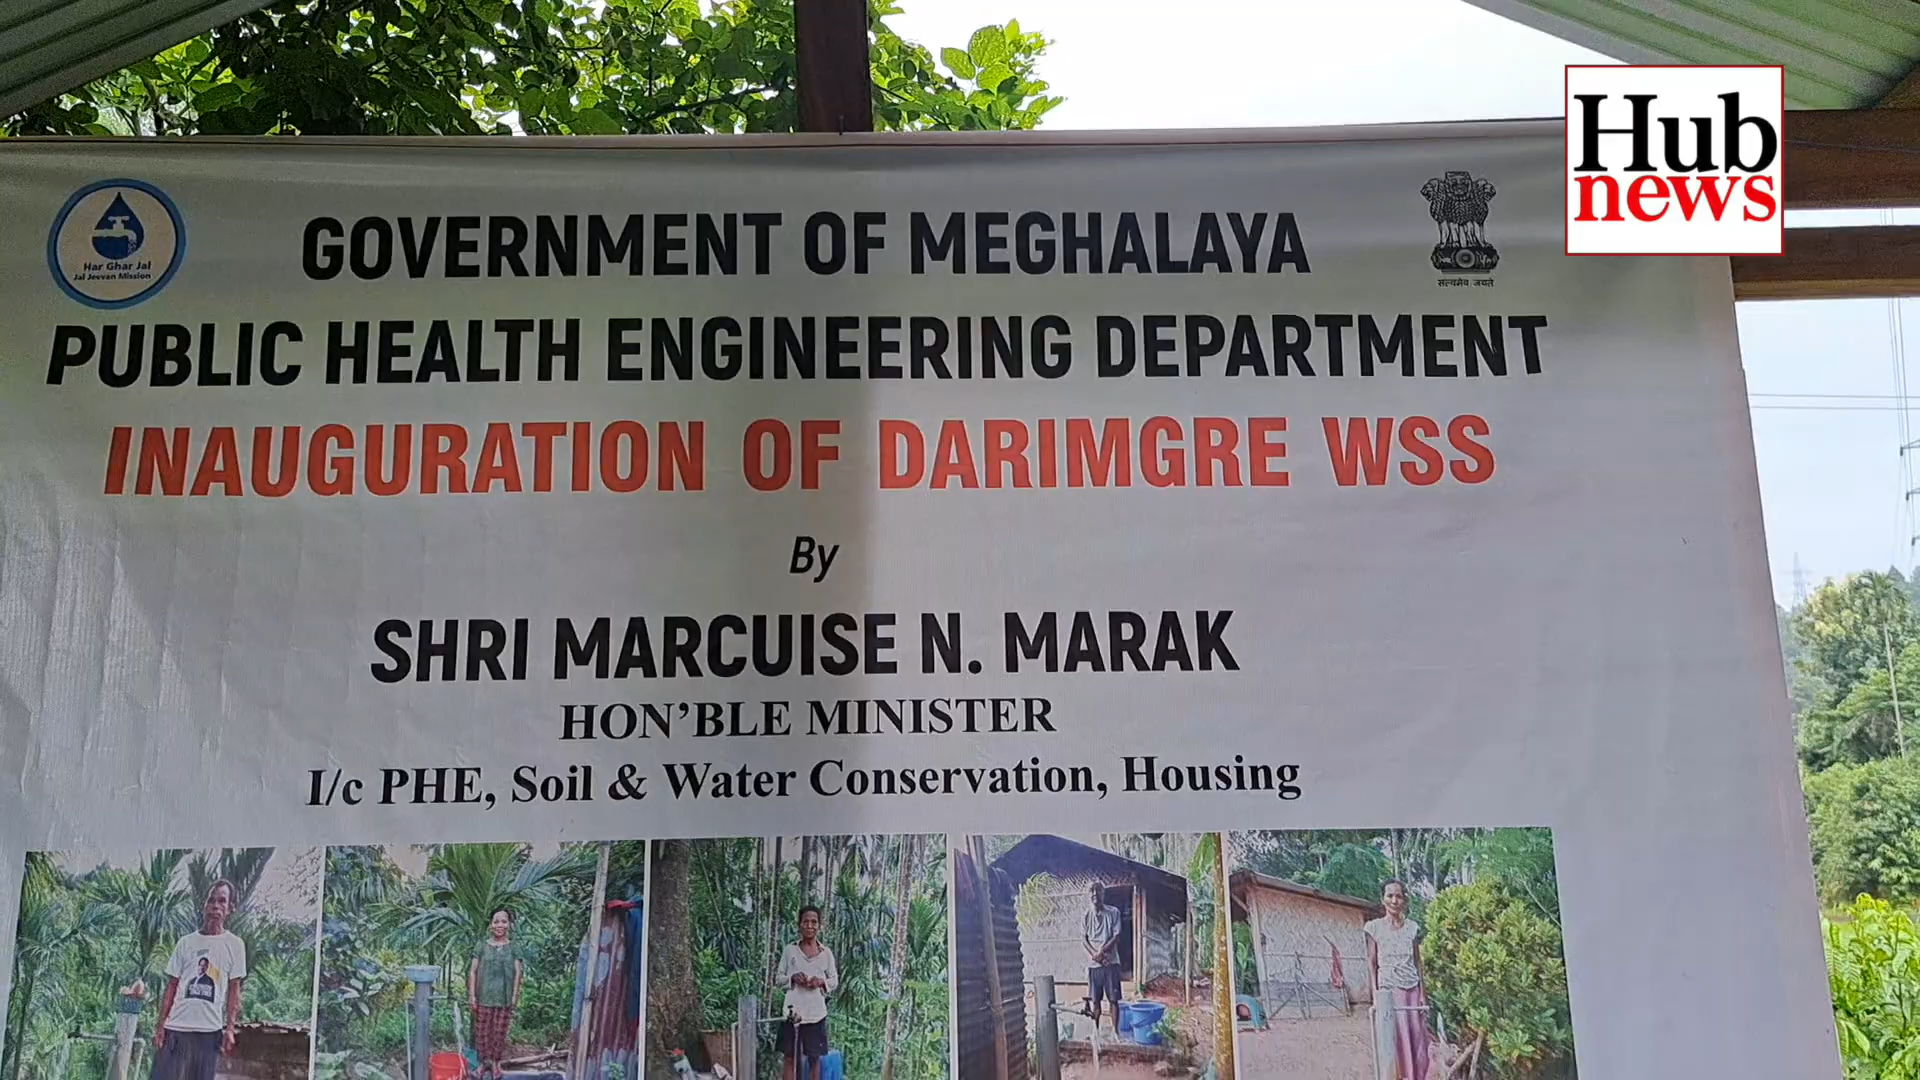 Hub
news
Har Ghar Jal
Jal Jeevan Mission
सत्यमेव जयते
GOVERNMENT OF MEGHALAYA
PUBLIC HEALTH ENGINEERING DEPARTMENT
INAUGURATION OF DARIMGRE WSS
By
SHRI MARCUISE N. MARAK
HON'BLE MINISTER
I/c PHE, Soil & Water Conservation, Housing